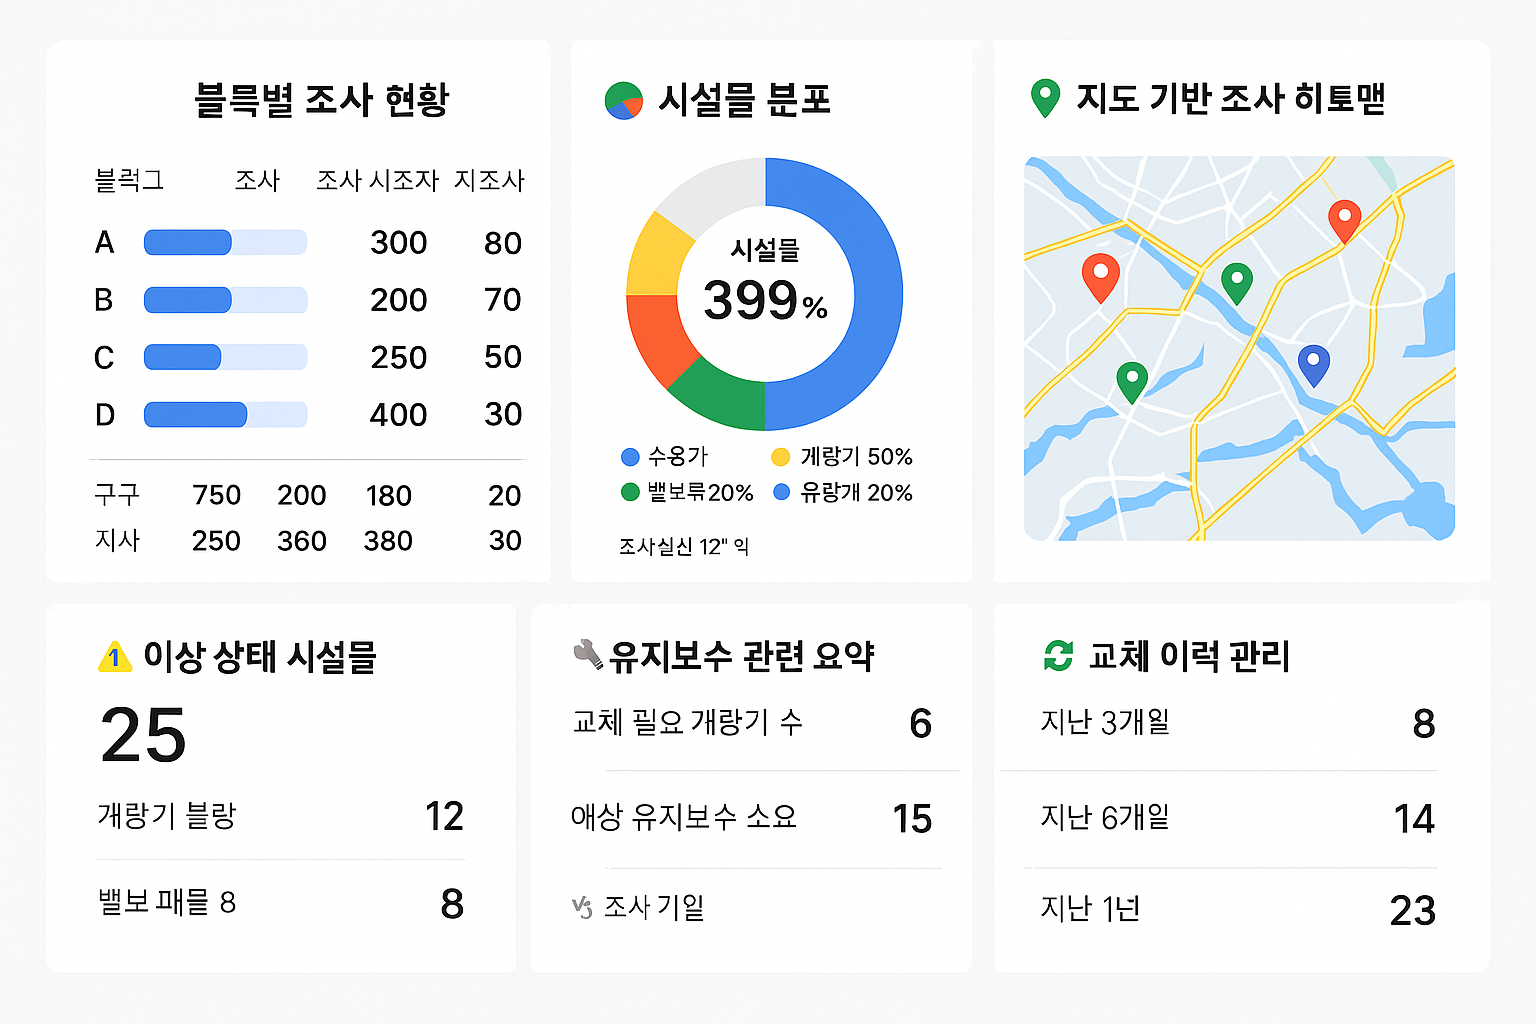 블륵별 조사 현황
블럭그 조사 조사 시조자 지조사
A 300 80
B 200 70
C 250 50
D 400 30
구구 750 200 180 20
지사 250 360 380 30
시설믈 분포
시설믈
399%
수용가 게량기 50%
밸보류20% 유량개 20%
조사실신 12" 익
지도 기반 조사 히토맨
1 이상 상태 시설믈
25
개량기 블랑 12
밸보 패믈 8 8
유지보수 관련 요약
교체 필요 개량기 수 6
애상 유지보수 소요 15
조사 기일
교체 이력 관리
지난 3개일 8
지난 6개일 14
지난 1넌 23